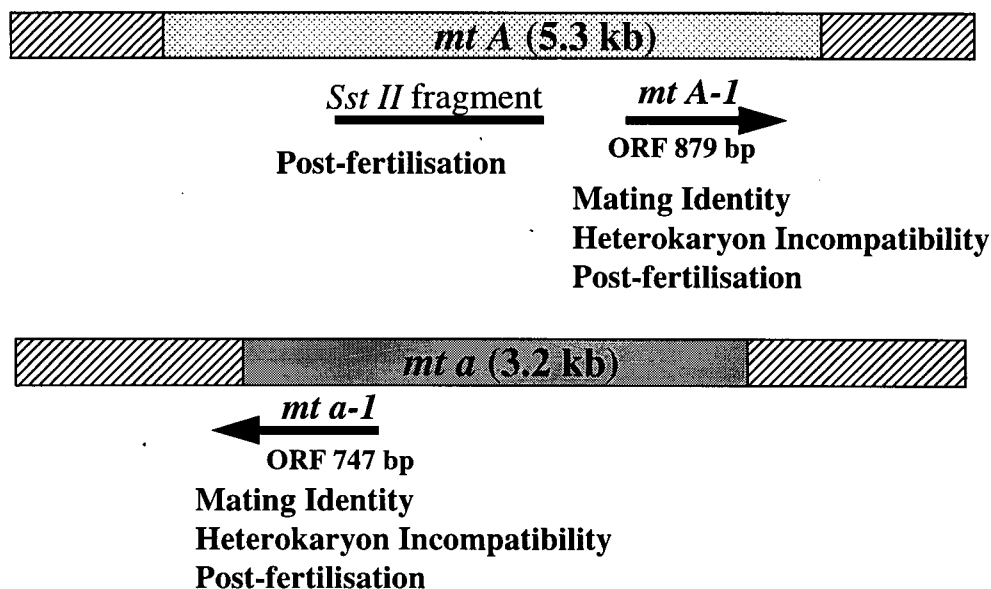 mt A (5.3 kb)
Sst II fragment
Post-fertilisation
mt A-1
ORF 879 bp
Mating Identity
Heterokaryon Incompatibility
Post-fertilisation
mt a (3.2 kb)
mt a-1
ORF 747 bp
Mating Identity
Heterokaryon Incompatibility
Post-fertilisation